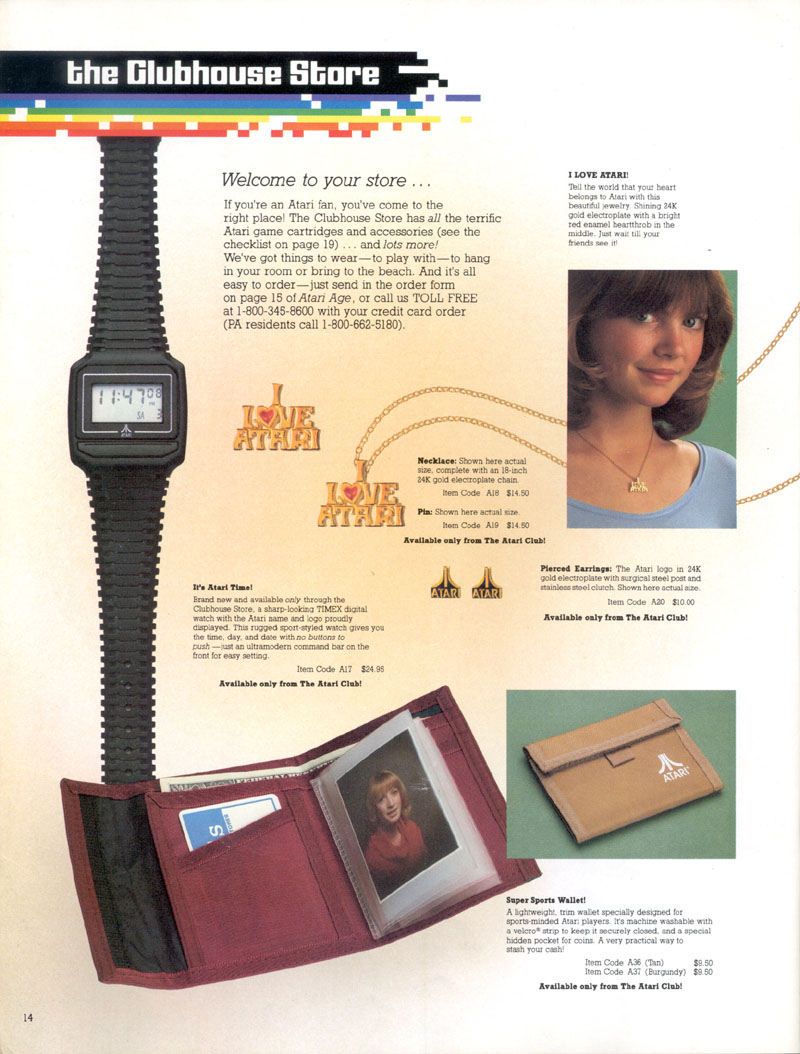 the Clubhouse Store
Welcome to your store . . .
If you're an Atari fan, you've come to the
right place! The Clubhouse Store has all the terrific
Atari game cartridges and accessories (see the
checklist on page 19) . . . and lots more!
We've got things to wear—to play with—to hang
in your room or bring to the beach. And it's all
easy to order—just send in the order form
on page 15 of Atari Age, or call us TOLL FREE
at 1-800-345-8600 with your credit card order
(PA residents call 1-800-662-5180).
I LOVE ATARI!
Tell the world that your heart
belongs to Atari with this
beautiful jewelry. Shining 24K
gold electroplate with a bright
red enamel heartthrob in the
middle. Just wait till your
friends see it!
11:47 08
SA 3
ATARI
I
LOVE
ATARI
I
LOVE
ATARI
I
LOVE
ATARI
Necklace: Shown here actual
size, complete with an 18-inch
24K gold electroplate chain.
Item Code A18 $14.50
Pin: Shown here actual size.
Item Code A19 $14.50
Available only from The Atari Club!
ATARI ATARI
Pierced Earrings: The Atari logo in 24K
gold electroplate with surgical steel post and
stainless steel clutch. Shown here actual size.
Item Code A20 $10.00
Available only from The Atari Club!
It's Atari Time!
Brand new and available only through the
Clubhouse Store, a sharp-looking TIMEX digital
watch with the Atari name and logo proudly
displayed. This rugged sport-styled watch gives you
the time, day, and date with no buttons to
push—just an ultramodern command bar on the
front for easy setting.
Item Code A17 $24.95
Available only from The Atari Club!
FEDERAL RESERVE
ATARI
Super Sports Wallet!
A lightweight, trim wallet specially designed for
sports-minded Atari players. It's machine washable with
a velcro® strip to keep it securely closed, and a special
hidden pocket for coins. A very practical way to
stash your cash!
Item Code A36 (Tan) $9.50
Item Code A37 (Burgundy) $9.50
Available only from The Atari Club!
14